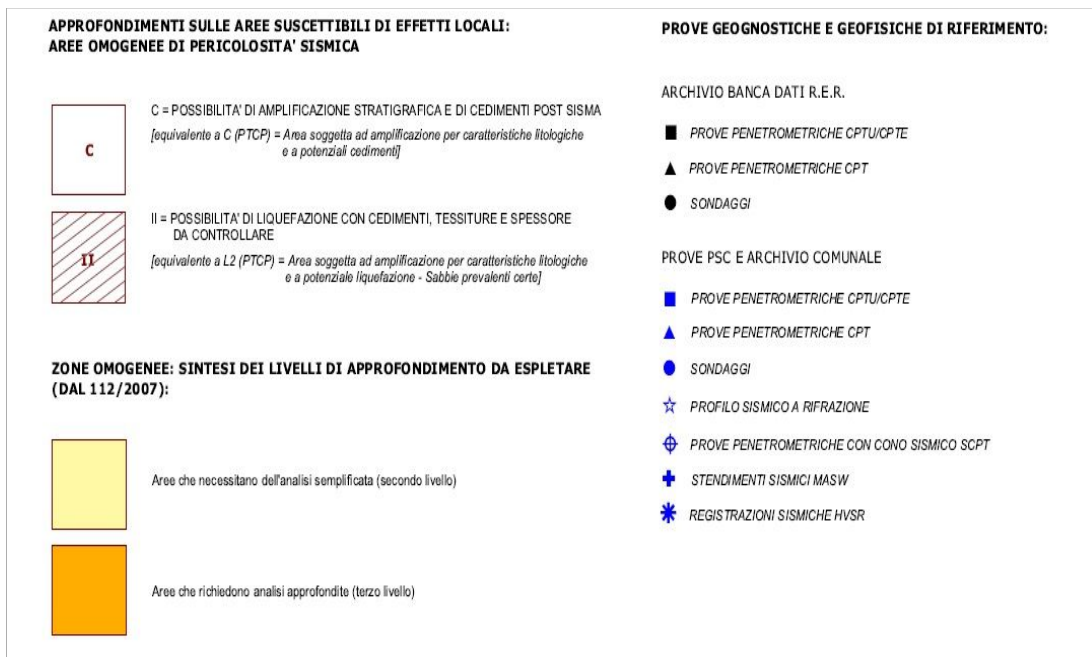 APPROFONDIMENTI SULLE AREE SUSCETTIBILI DI EFFETTI LOCALI:
AREE OMOGENEE DI PERICOLOSITA' SISMICA
C
C = POSSIBILITA' DI AMPLIFICAZIONE STRATIGRAFICA E DI CEDIMENTI POST SISMA
[equivalente a C (PTCP) = Area soggetta ad amplificazione per caratteristiche litologiche
e a potenziali cedimenti]
II
II = POSSIBILITA' DI LIQUEFAZIONE CON CEDIMENTI, TESSITURE E SPESSORE
DA CONTROLLARE
[equivalente a L2 (PTCP) = Area soggetta ad amplificazione per caratteristiche litologiche
e a potenziale liquefazione - Sabbie prevalenti certe]
ZONE OMOGENEE: SINTESI DEI LIVELLI DI APPROFONDIMENTO DA ESPLETARE
(DAL 112/2007):
Aree che necessitano dell'analisi semplificata (secondo livello)
Aree che richiedono analisi approfondite (terzo livello)
PROVE GEOGNOSTICHE E GEOFISICHE DI RIFERIMENTO:
ARCHIVIO BANCA DATI R.E.R.
PROVE PENETROMETRICHE CPTU/CPTE
PROVE PENETROMETRICHE CPT
SONDAGGI
PROVE PSC E ARCHIVIO COMUNALE
PROVE PENETROMETRICHE CPTU/CPTE
PROVE PENETROMETRICHE CPT
SONDAGGI
PROFILO SISMICO A RIFRAZIONE
PROVE PENETROMETRICHE CON CONO SISMICO SCPT
STENDIMENTI SISMICI MASW
REGISTRAZIONI SISMICHE HVSR